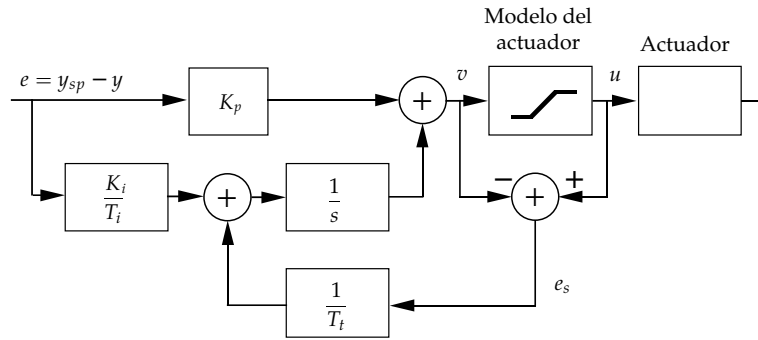 Modelo del
actuador
Actuador
e = y_sp − y
K_p
+
v
u
K_i
T_i
+
1
s
−
+
+
1
T_t
e_s